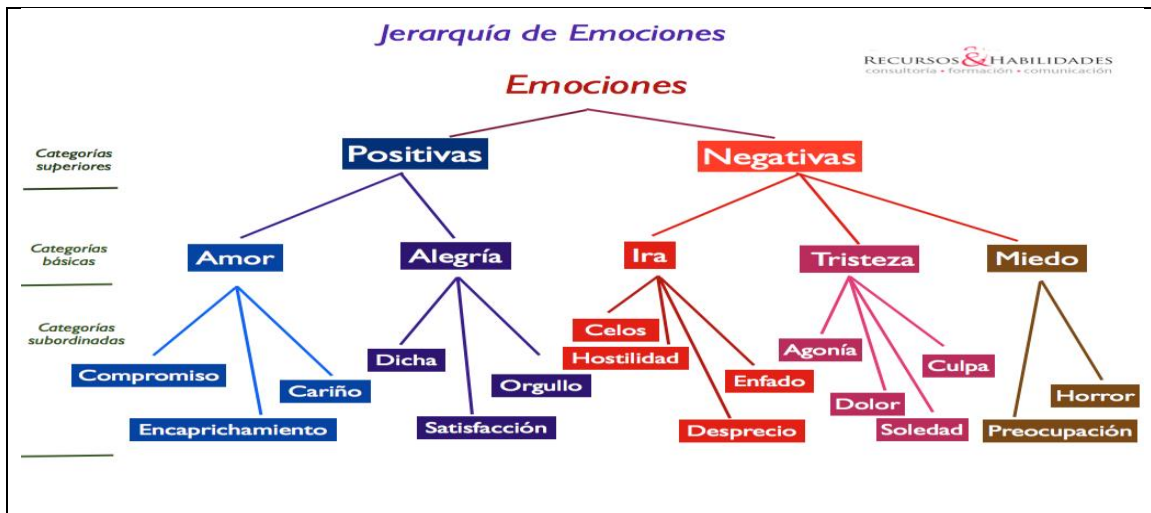 Jerarquía de Emociones
RECURSOS & HABILIDADES
consultoría • formación • comunicación
Emociones
Categorías
superiores
Positivas
Negativas
Categorías
básicas
Amor
Alegría
Ira
Tristeza
Miedo
Categorías
subordinadas
Compromiso
Encaprichamiento
Cariño
Dicha
Satisfacción
Orgullo
Celos
Hostilidad
Desprecio
Enfado
Agonía
Dolor
Soledad
Culpa
Preocupación
Horror